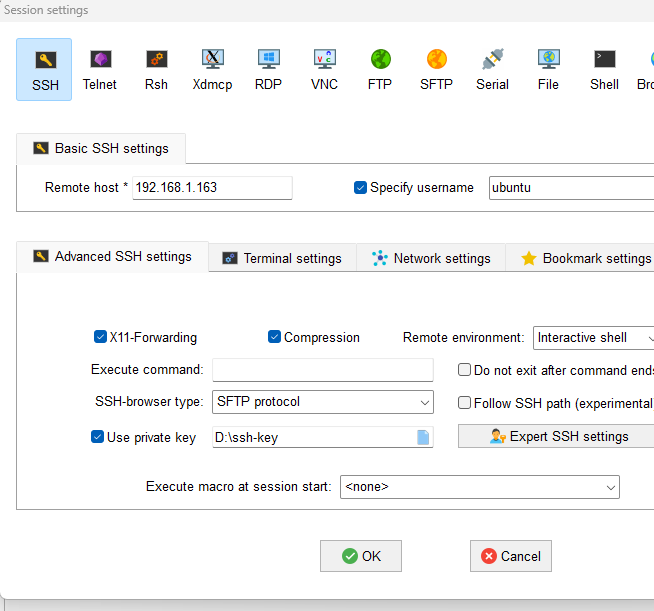 Session settings
SSH Telnet Rsh Xdmcp RDP VNC FTP SFTP Serial File Shell Bro
Basic SSH settings
Remote host * 192.168.1.163 Specify username ubuntu
Advanced SSH settings Terminal settings Network settings Bookmark settings
X11-Forwarding Compression Remote environment: Interactive shell
Execute command: Do not exit after command ends
SSH-browser type: SFTP protocol Follow SSH path (experimental
Use private key D:\ssh-key Expert SSH settings
Execute macro at session start: <none>
OK Cancel